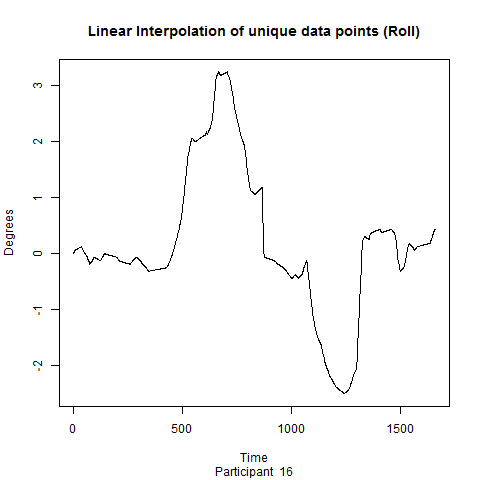 Linear Interpolation of unique data points (Roll)
Degrees
3
2
1
0
-1
-2
0 500 1000 1500
Time
Participant 16